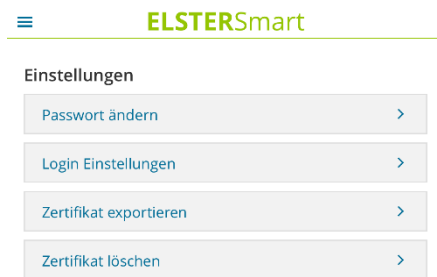 ELSTERSmart
Einstellungen
Passwort ändern
Login Einstellungen
Zertifikat exportieren
Zertifikat löschen